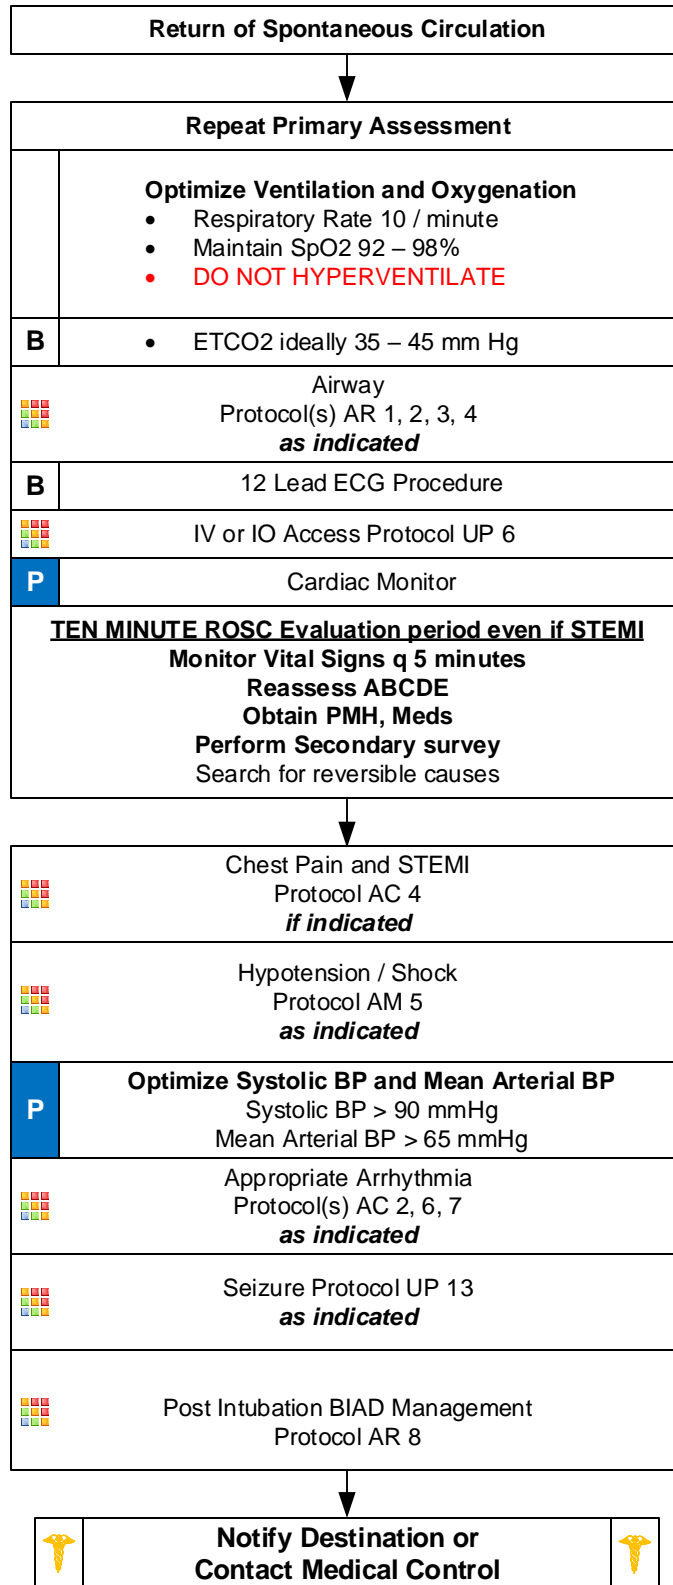 Return of Spontaneous Circulation
Repeat Primary Assessment
Optimize Ventilation and Oxygenation
• Respiratory Rate 10 / minute
• Maintain SpO2 92 – 98%
• DO NOT HYPERVENTILATE
B • ETCO2 ideally 35 – 45 mm Hg
Airway
Protocol(s) AR 1, 2, 3, 4
as indicated
B 12 Lead ECG Procedure
IV or IO Access Protocol UP 6
P Cardiac Monitor
TEN MINUTE ROSC Evaluation period even if STEMI
Monitor Vital Signs q 5 minutes
Reassess ABCDE
Obtain PMH, Meds
Perform Secondary survey
Search for reversible causes
Chest Pain and STEMI
Protocol AC 4
if indicated
Hypotension / Shock
Protocol AM 5
as indicated
Optimize Systolic BP and Mean Arterial BP
P Systolic BP > 90 mmHg
Mean Arterial BP > 65 mmHg
Appropriate Arrhythmia
Protocol(s) AC 2, 6, 7
as indicated
Seizure Protocol UP 13
as indicated
Post Intubation BIAD Management
Protocol AR 8
Notify Destination or
Contact Medical Control